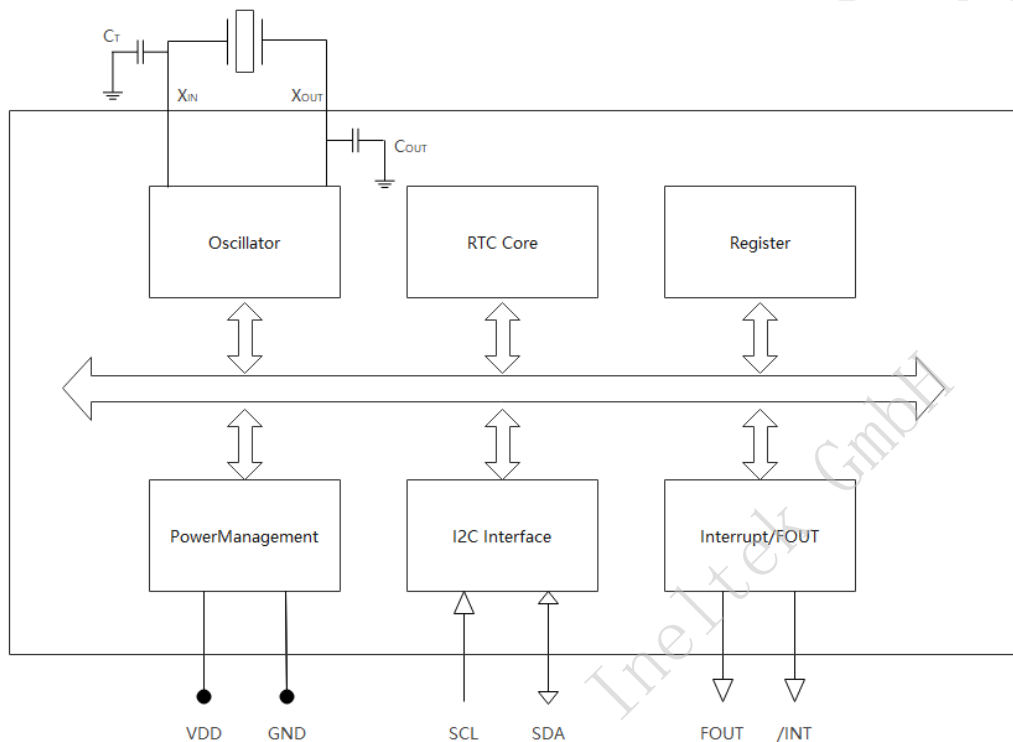 CT
XIN XOUT
COUT
Oscillator RTC Core Register
PowerManagement I2C Interface Interrupt/FOUT
VDD GND SCL SDA FOUT /INT
Ineltek GmbH